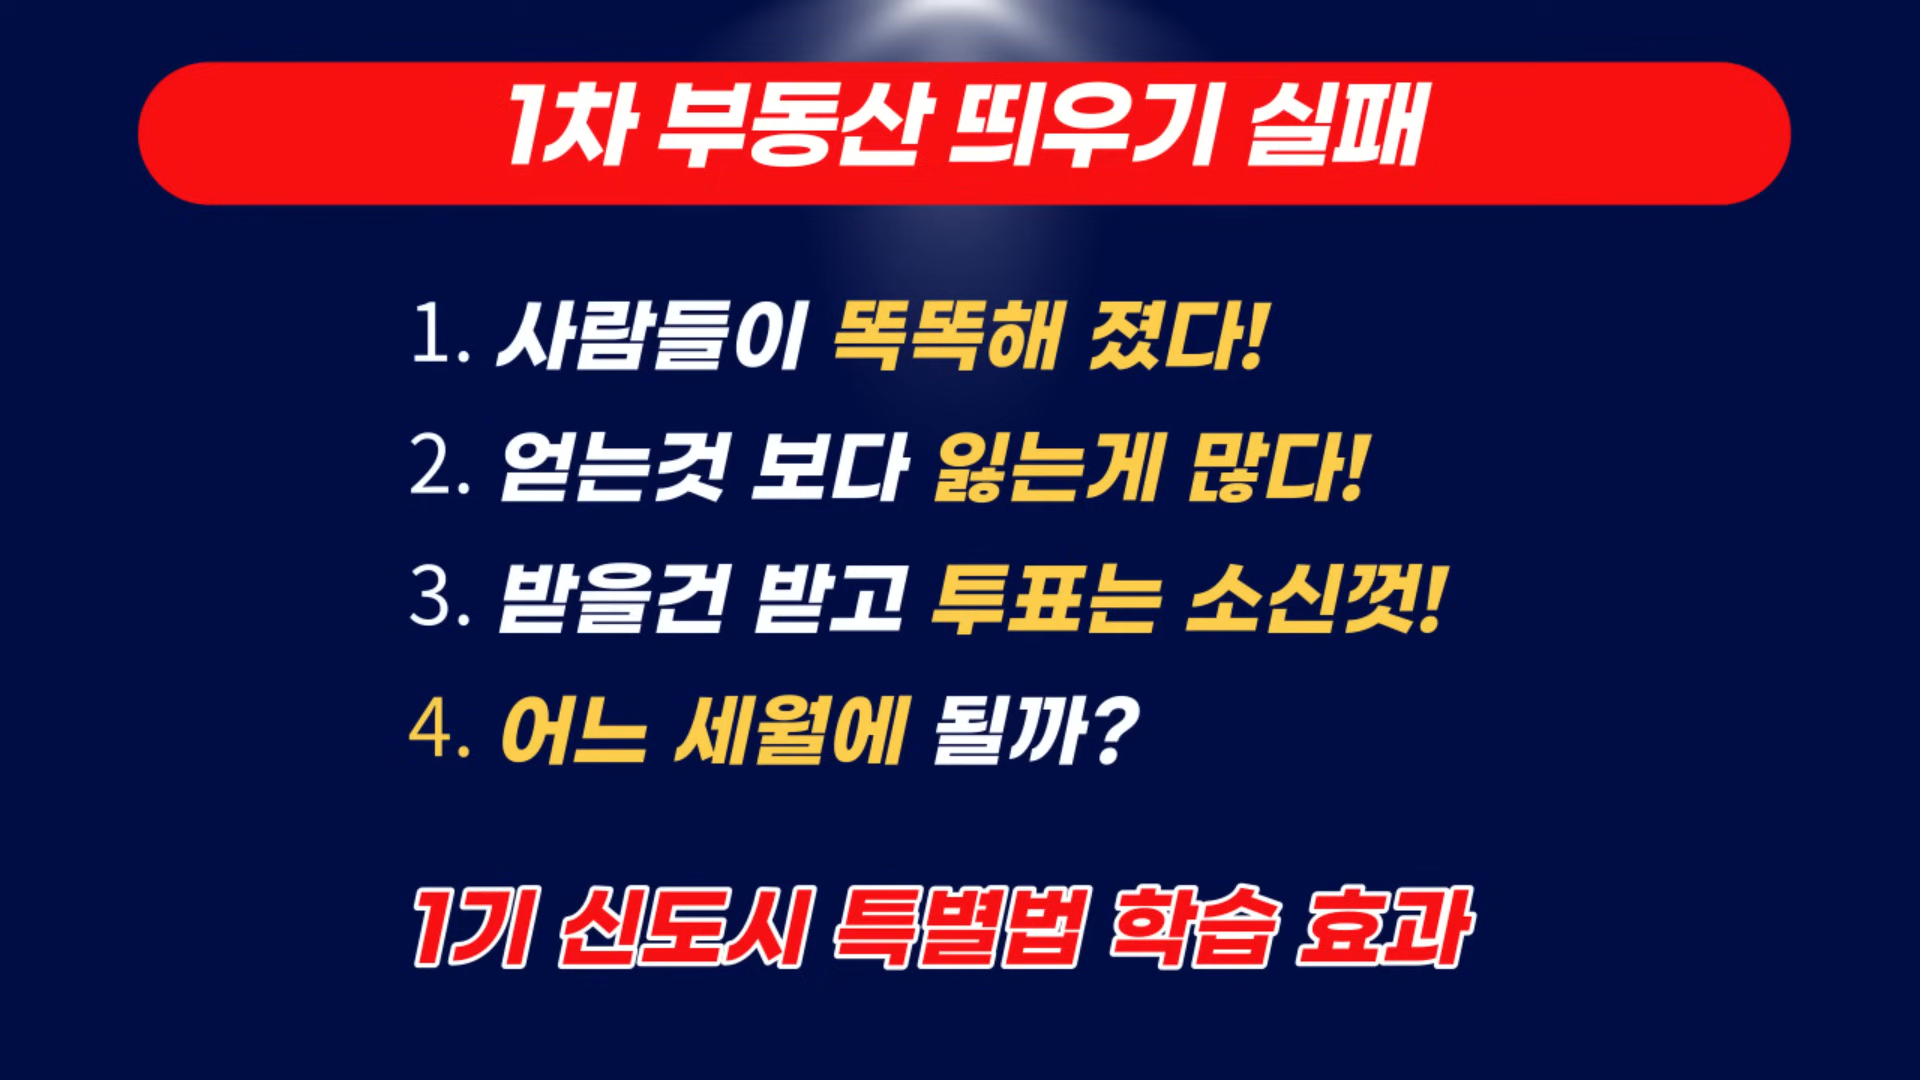 1차 부동산 띄우기 실패
1. 사람들이 똑똑해 졌다!
2. 얻는것 보다 잃는게 많다!
3. 받을건 받고 투표는 소신껏!
4. 어느 세월에 될까?
1기 신도시 특별법 학습 효과